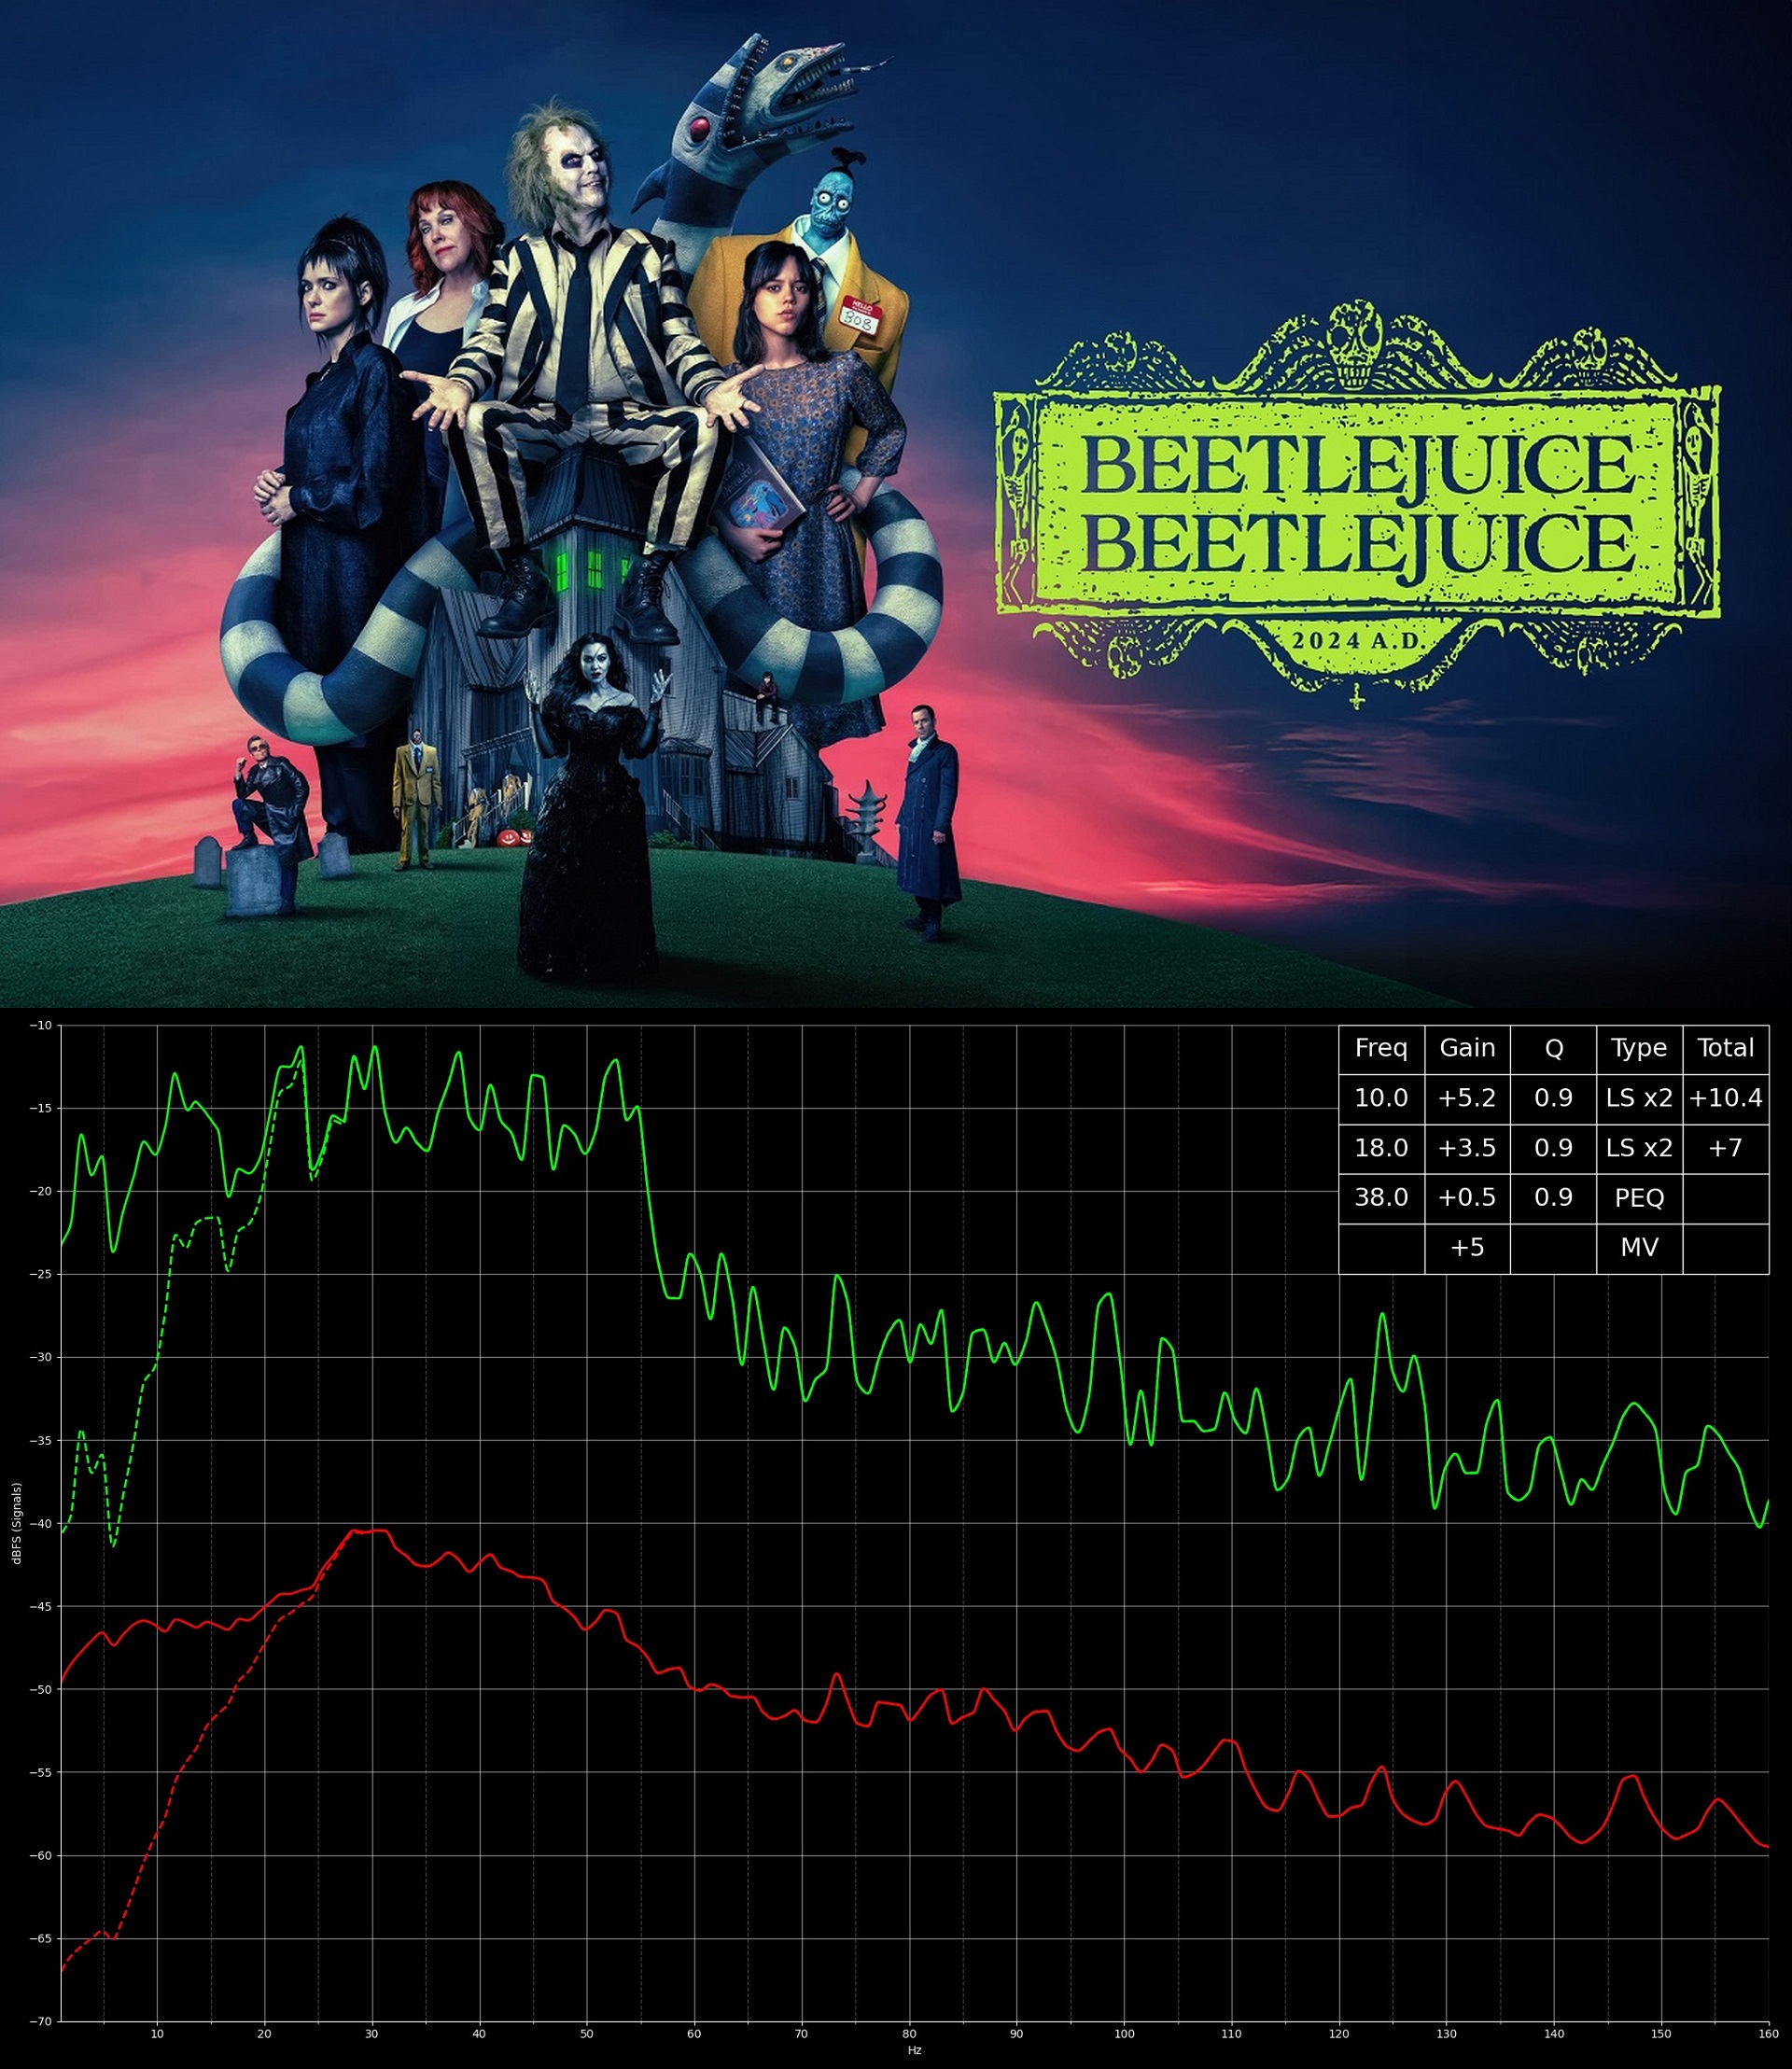 HELLO
BOB
BEETLEJUICE
BEETLEJUICE
2024 A.D.
Freq Gain Q Type Total
10.0 +5.2 0.9 LS x2 +10.4
18.0 +3.5 0.9 LS x2 +7
38.0 +0.5 0.9 PEQ
+5 MV
−10
−15
−20
−25
−30
−35
−40
−45
−50
−55
−60
−65
−70
dBFS (Signals)
10 20 30 40 50 60 70 80 90 100 110 120 130 140 150 160
Hz